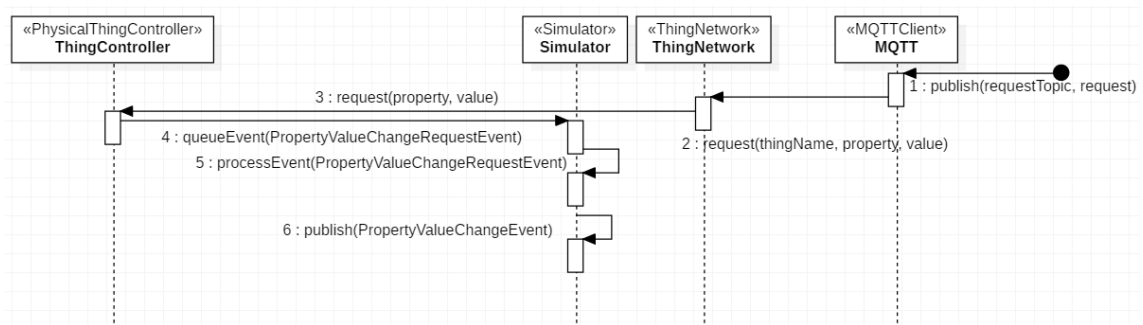 «PhysicalThingController»
ThingController
«Simulator»
Simulator
«ThingNetwork»
ThingNetwork
«MQTTClient»
MQTT
1 : publish(requestTopic, request)
3 : request(property, value)
4 : queueEvent(PropertyValueChangeRequestEvent)
2 : request(thingName, property, value)
5 : processEvent(PropertyValueChangeRequestEvent)
6 : publish(PropertyValueChangeEvent)